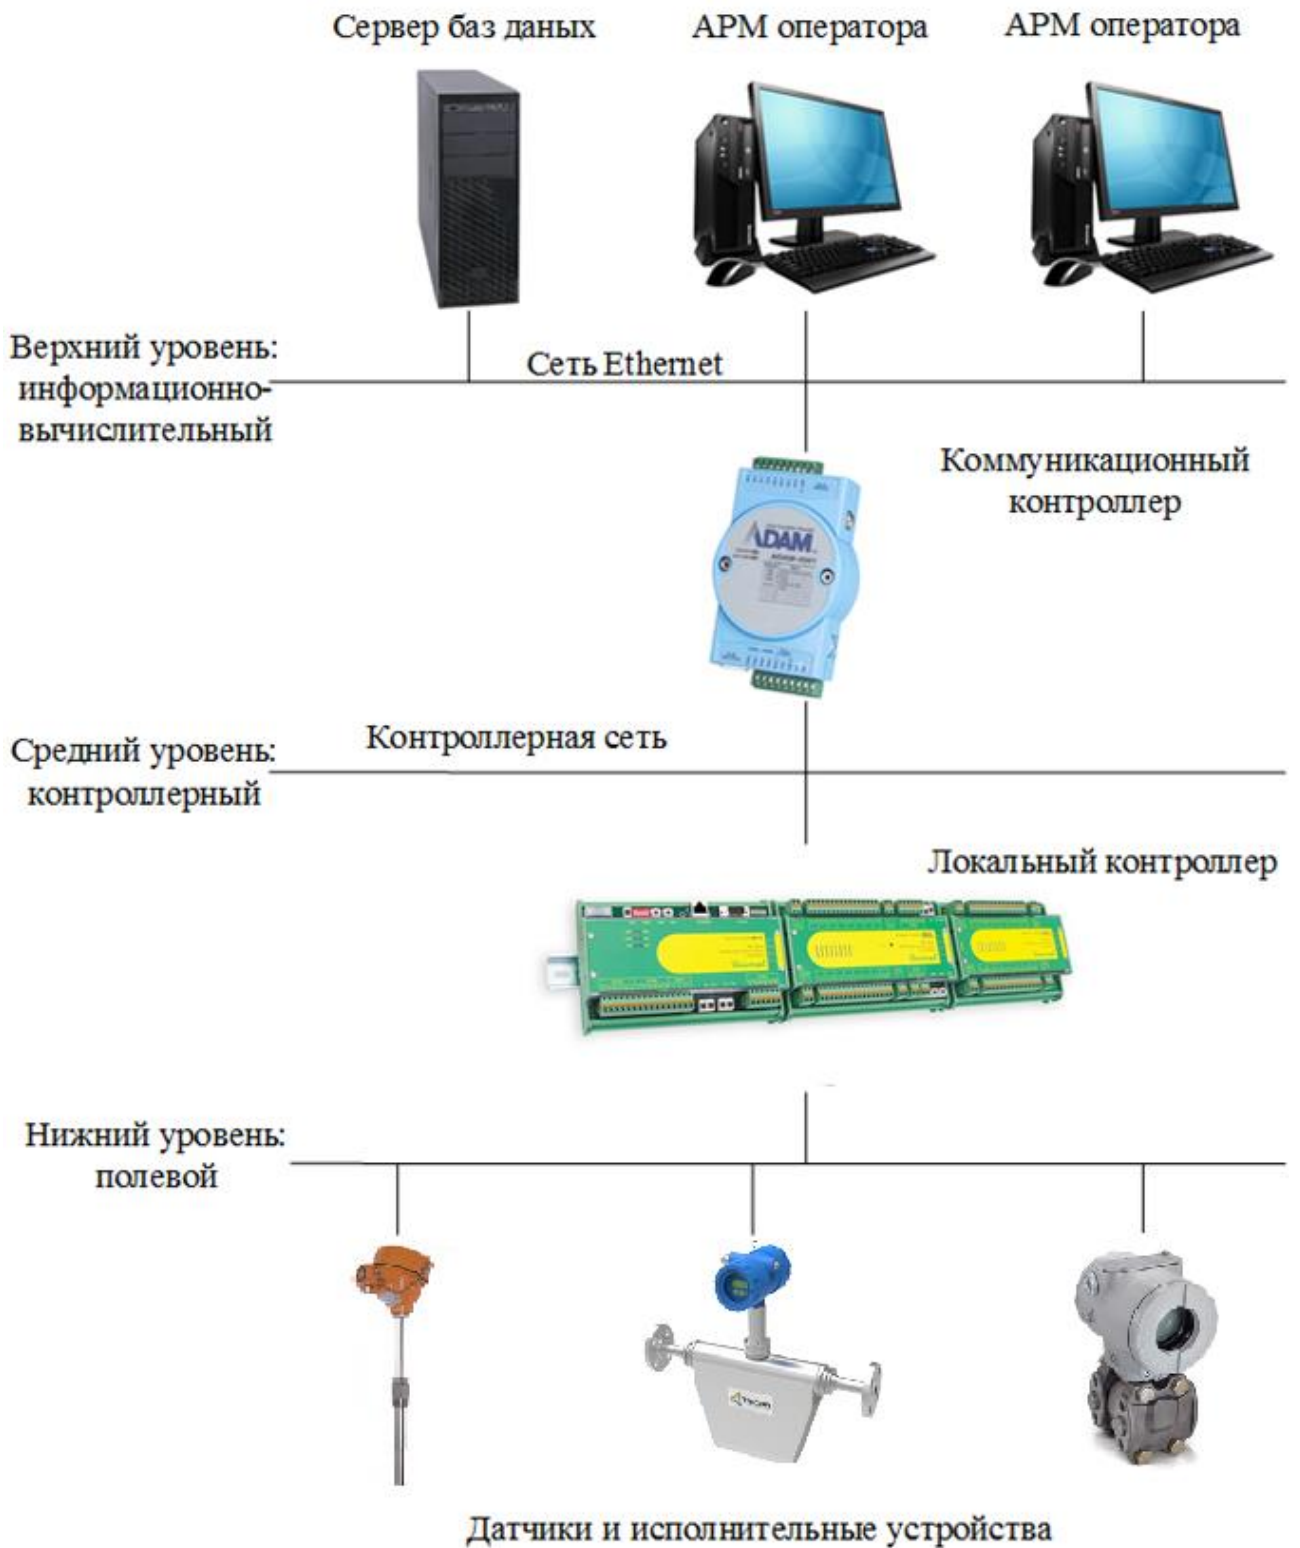 Сервер баз даных
АРМ оператора
АРМ оператора
Верхний уровень:
информационно-
вычислительный
Сеть Ethernet
Коммуникационный
контроллер
ADAM
Средний уровень:
контроллерный
Контроллерная сеть
Локальный контроллер
Нижний уровень:
полевой
Датчики и исполнительные устройства